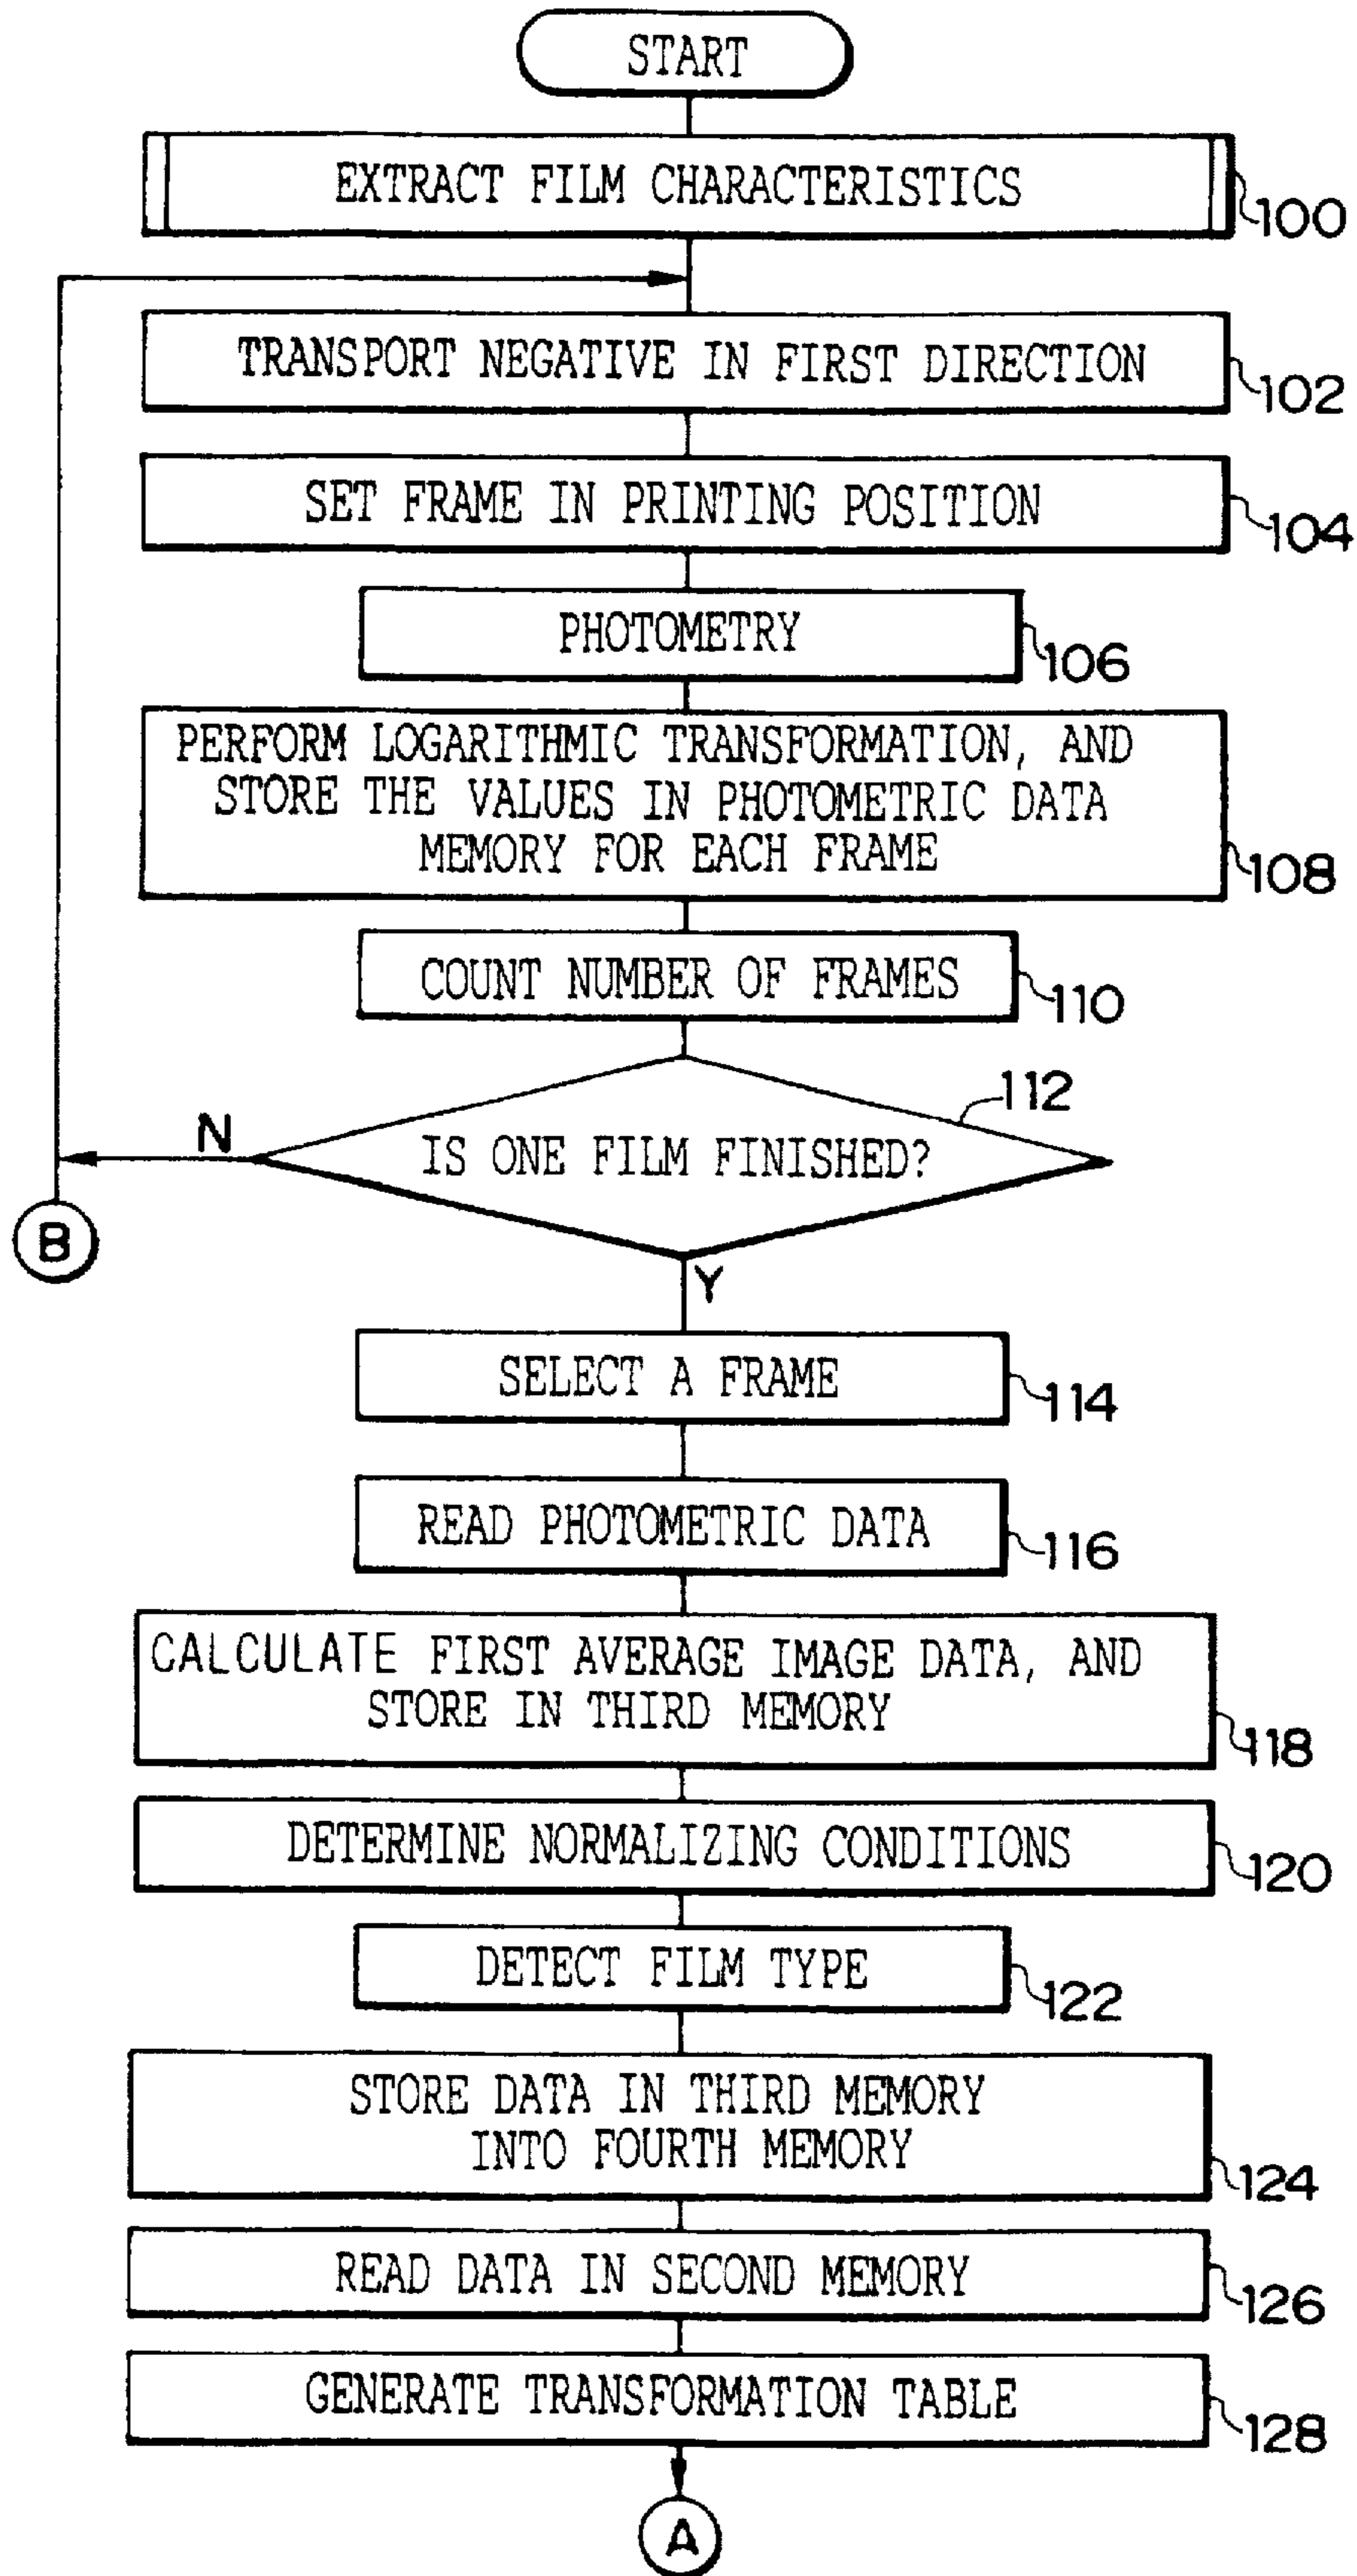 START
EXTRACT FILM CHARACTERISTICS
100
TRANSPORT NEGATIVE IN FIRST DIRECTION
102
SET FRAME IN PRINTING POSITION
104
PHOTOMETRY
106
PERFORM LOGARITHMIC TRANSFORMATION, AND
STORE THE VALUES IN PHOTOMETRIC DATA
MEMORY FOR EACH FRAME
108
COUNT NUMBER OF FRAMES
110
112
IS ONE FILM FINISHED?
N
B
Y
SELECT A FRAME
114
READ PHOTOMETRIC DATA
116
CALCULATE FIRST AVERAGE IMAGE DATA, AND
STORE IN THIRD MEMORY
118
DETERMINE NORMALIZING CONDITIONS
120
DETECT FILM TYPE
122
STORE DATA IN THIRD MEMORY
INTO FOURTH MEMORY
124
READ DATA IN SECOND MEMORY
126
GENERATE TRANSFORMATION TABLE
128
A